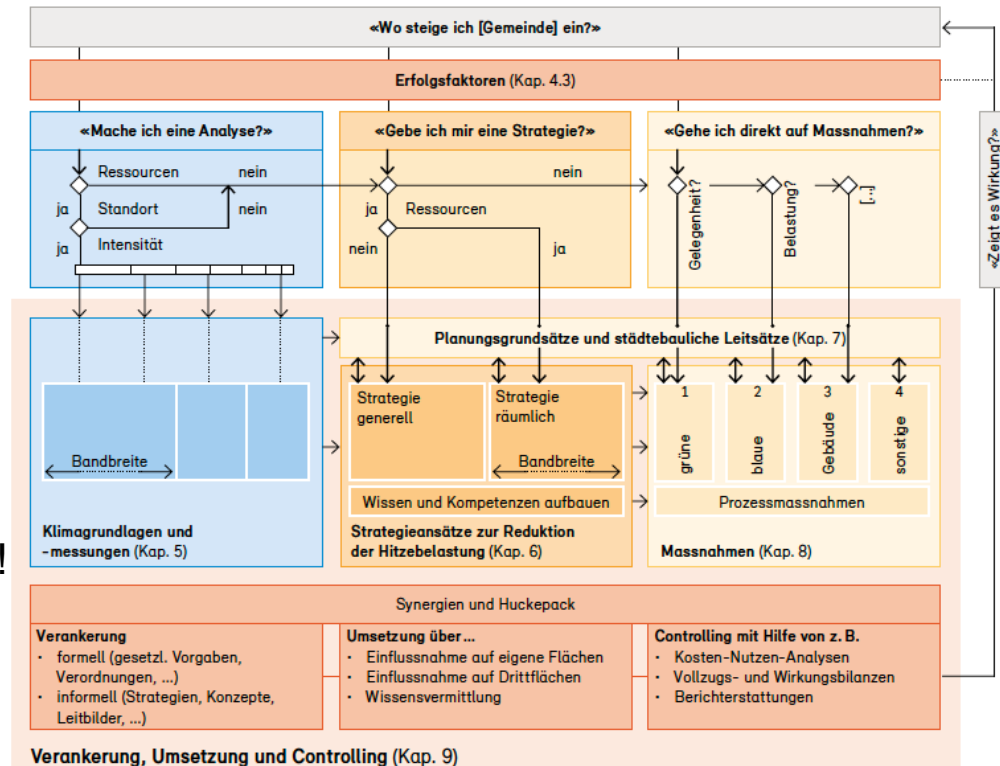 «Wo steige ich [Gemeinde] ein?»
Erfolgsfaktoren (Kap. 4.3)
«Mache ich eine Analyse?»
Ressourcen
nein
ja
Standort
nein
ja
Intensität
«Gebe ich mir eine Strategie?»
nein
ja
Ressourcen
nein
ja
«Gehe ich direkt auf Massnahmen?»
Gelegenheit?
Belastung?
[...]
«Zeigt es Wirkung?»
Planungsgrundsätze und städtebauliche Leitsätze (Kap. 7)
Bandbreite
Klimagrundlagen und
-messungen (Kap. 5)
!
Strategie
generell
Strategie
räumlich
Bandbreite
Wissen und Kompetenzen aufbauen
Strategieansätze zur Reduktion
der Hitzebelastung (Kap. 6)
1
grüne
2
blaue
3
Gebäude
4
sonstige
Prozessmassnahmen
Massnahmen (Kap. 8)
Synergien und Huckepack
Verankerung
· formell (gesetzl. Vorgaben,
Verordnungen, ...)
· informell (Strategien, Konzepte,
Leitbilder, ...)
Umsetzung über ...
· Einflussnahme auf eigene Flächen
· Einflussnahme auf Drittflächen
· Wissensvermittlung
Controlling mit Hilfe von z. B.
· Kosten-Nutzen-Analysen
· Vollzugs- und Wirkungsbilanzen
· Berichterstattungen
Verankerung, Umsetzung und Controlling (Kap. 9)